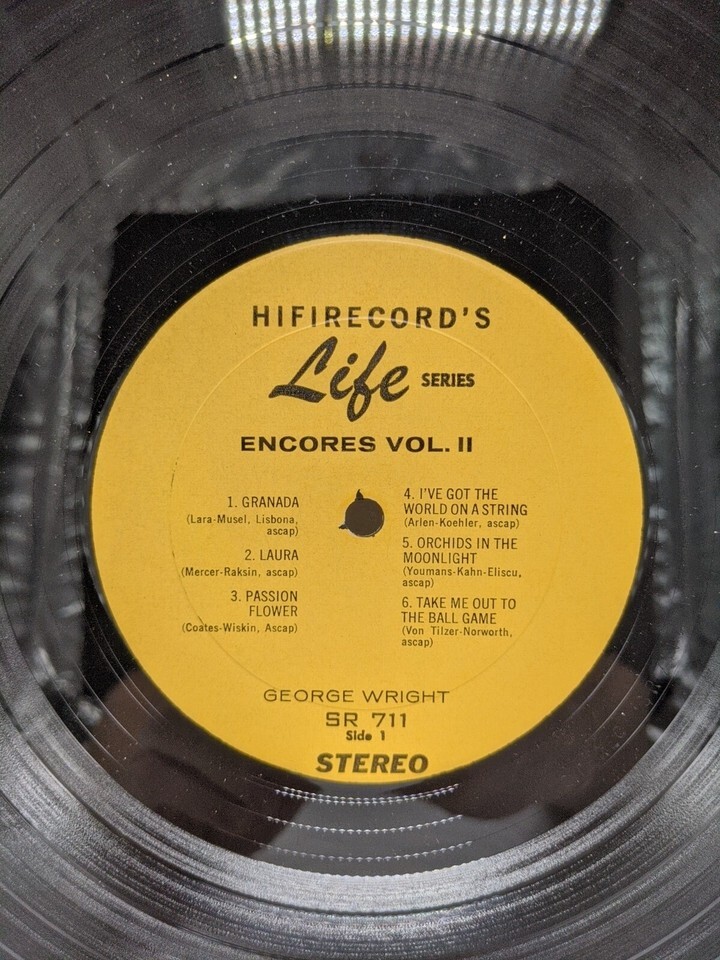 HIFIRECORD'S
Life SERIES
ENCORES VOL. II
1. GRANADA
(Lara-Musel, Lisbona,
ascap)
2. LAURA
(Mercer-Raksin, ascap)
3. PASSION
FLOWER
(Coates-Wiskin, Ascap)
4. I'VE GOT THE
WORLD ON A STRING
(Arlen-Koehler, ascap)
5. ORCHIDS IN THE
MOONLIGHT
(Youmans-Kahn-Eliscu,
ascap)
6. TAKE ME OUT TO
THE BALL GAME
(Von Tilzer-Norworth,
ascap)
GEORGE WRIGHT
SR 711
Side 1
STEREO